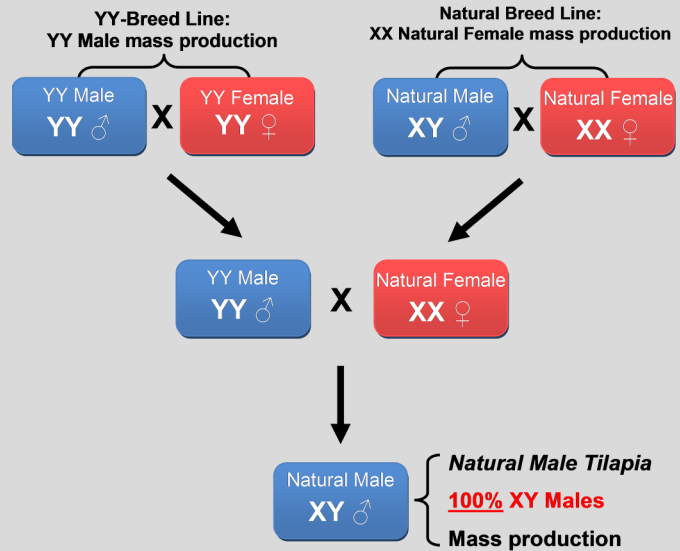 YY-Breed Line:
YY Male mass production
Natural Breed Line:
XX Natural Female mass production
YY Male
YY ♂
X
YY Female
YY ♀
Natural Male
XY ♂
X
Natural Female
XX ♀
YY Male
YY ♂
X
Natural Female
XX ♀
Natural Male
XY ♂
Natural Male Tilapia
100% XY Males
Mass production